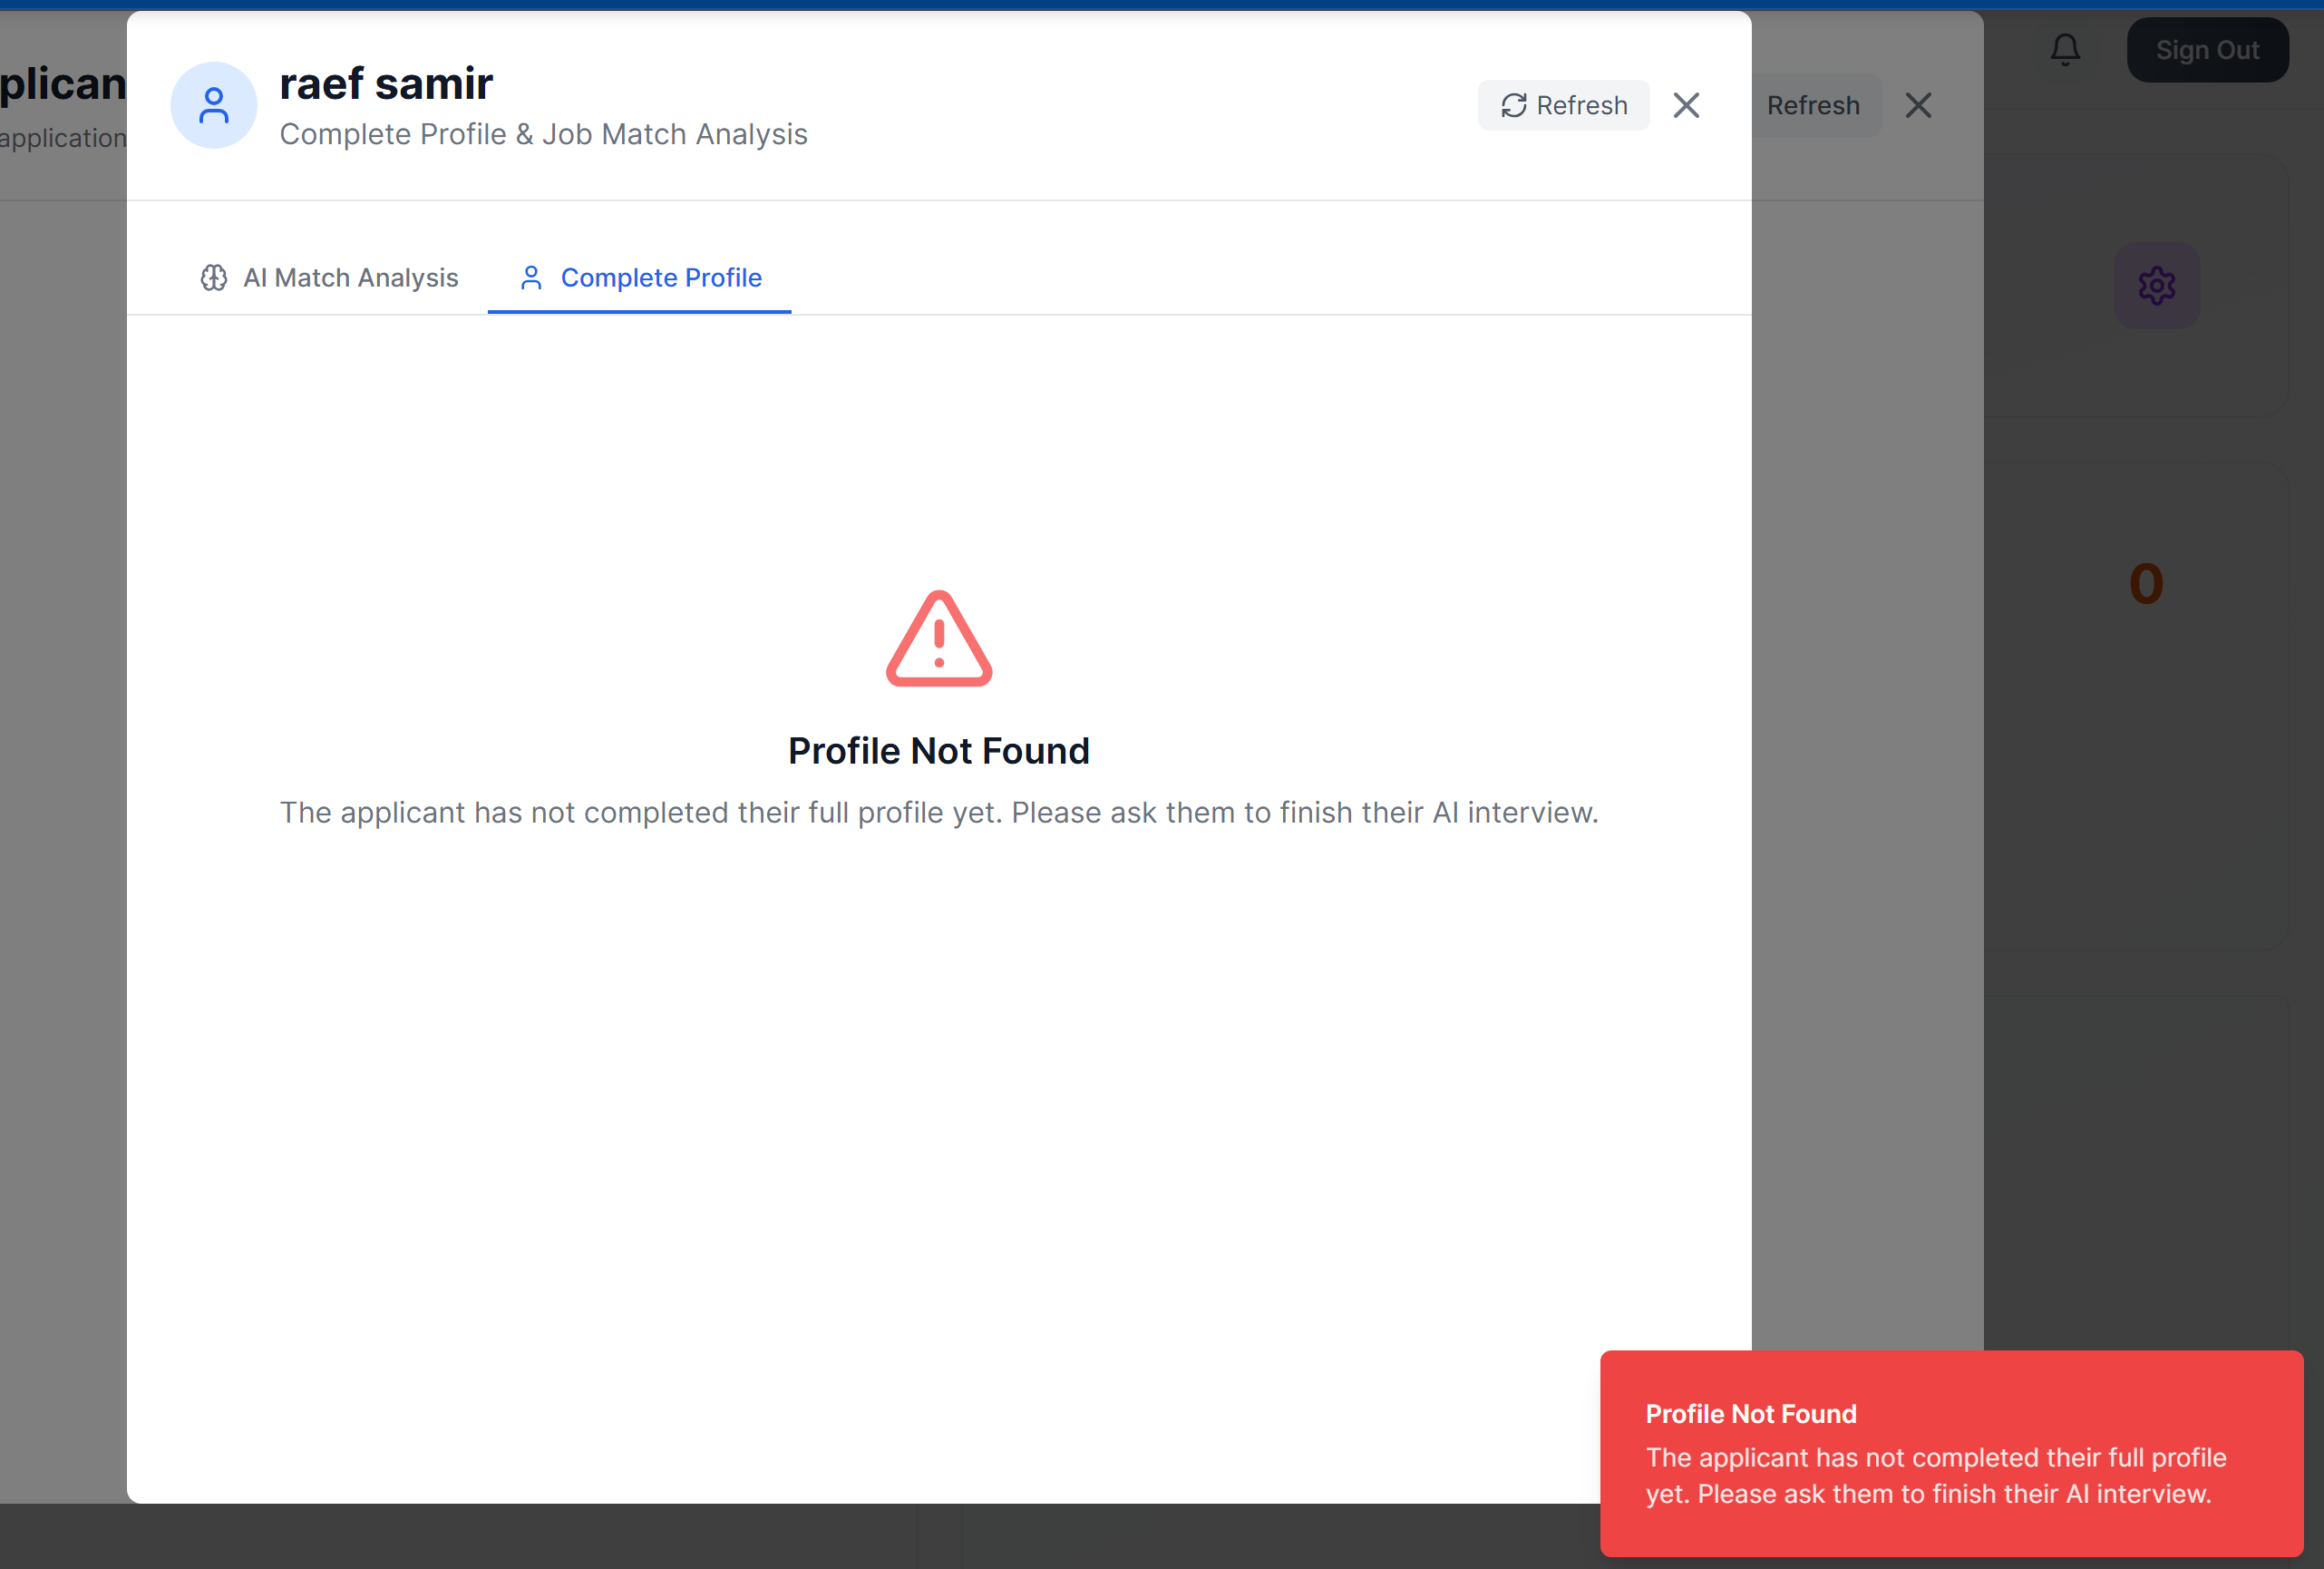 plican
application
raef samir
Complete Profile & Job Match Analysis
Refresh
Refresh
Sign Out
AI Match Analysis
Complete Profile
0
Profile Not Found
The applicant has not completed their full profile yet. Please ask them to finish their AI interview.
Profile Not Found
The applicant has not completed their full profile
yet. Please ask them to finish their AI interview.